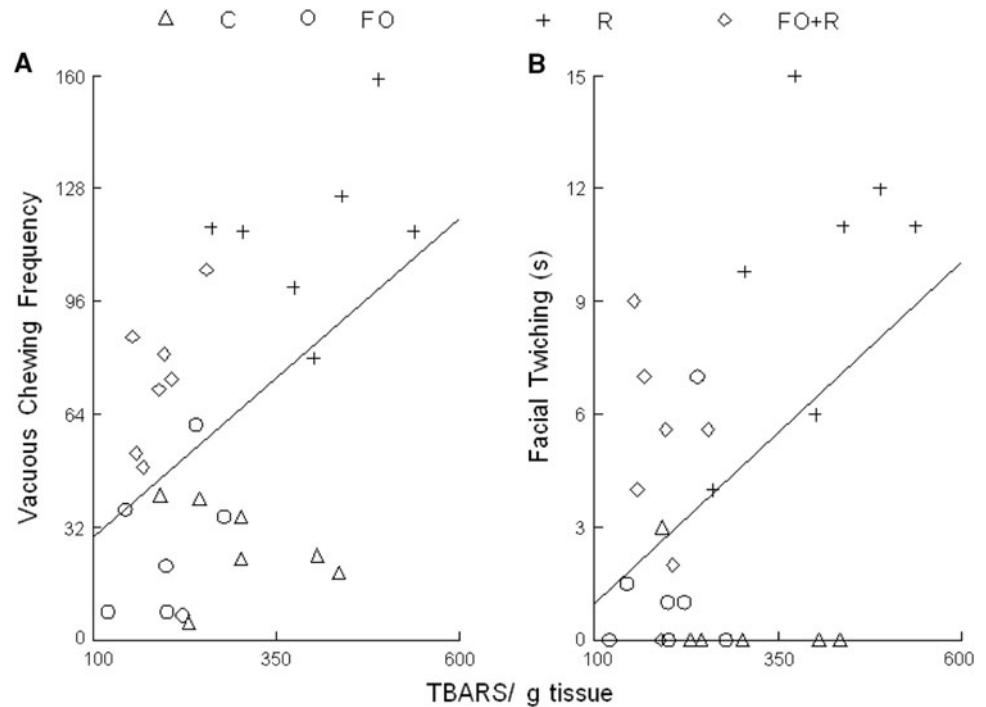 C FO R FO+R
A B
160 15
128 12
96 9
64 6
32 3
0 0
100 350 600 100 350 600
Vacuous Chewing Frequency
Facial Twiching (s)
TBARS/ g tissue